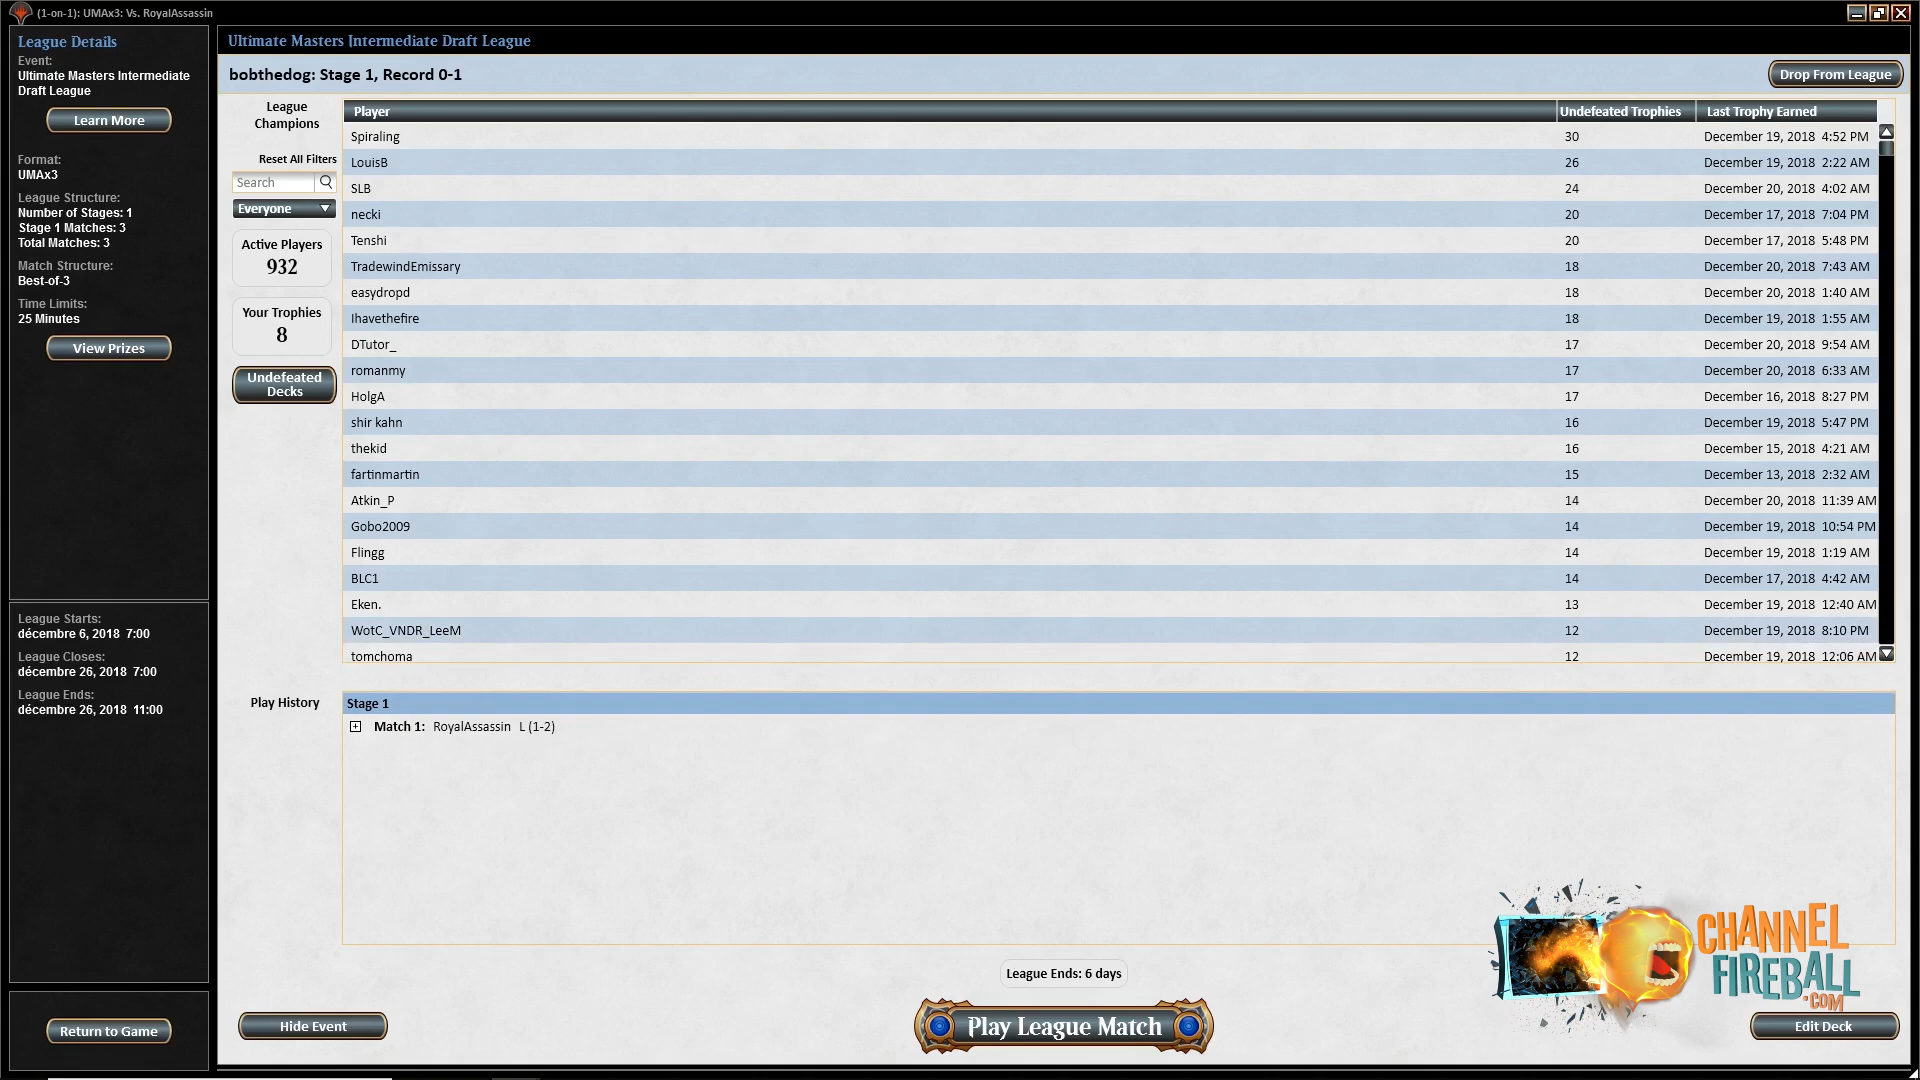 (1-on-1): UMAx3: Vs. RoyalAssassin
League Details
Event:
Ultimate Masters Intermediate
Draft League
Learn More
Format:
UMAx3
League Structure:
Number of Stages: 1
Stage 1 Matches: 3
Total Matches: 3
Match Structure:
Best-of-3
Time Limits:
25 Minutes
View Prizes
League Starts:
décembre 6, 2018 7:00
League Closes:
décembre 26, 2018 7:00
League Ends:
décembre 26, 2018 11:00
Return to Game
Ultimate Masters Intermediate Draft League
bobthedog: Stage 1, Record 0-1
Drop From League
League
Champions
Reset All Filters
Search
Everyone
Active Players
932
Your Trophies
8
Undefeated
Decks
Player Undefeated Trophies Last Trophy Earned
Spiraling 30 December 19, 2018 4:52 PM
LouisB 26 December 19, 2018 2:22 AM
SLB 24 December 20, 2018 4:02 AM
necki 20 December 17, 2018 7:04 PM
Tenshi 20 December 17, 2018 5:48 PM
TradewindEmissary 18 December 20, 2018 7:43 AM
easydropd 18 December 20, 2018 1:40 AM
Ihavethefire 18 December 19, 2018 1:55 AM
DTutor_ 17 December 20, 2018 9:54 AM
romanmy 17 December 20, 2018 6:33 AM
HolgA 17 December 16, 2018 8:27 PM
shir kahn 16 December 19, 2018 5:47 PM
thekid 16 December 15, 2018 4:21 AM
fartinmartin 15 December 13, 2018 2:32 AM
Atkin_P 14 December 20, 2018 11:39 AM
Gobo2009 14 December 19, 2018 10:54 PM
Flingg 14 December 19, 2018 1:19 AM
BLC1 14 December 17, 2018 4:42 AM
Eken. 13 December 19, 2018 12:40 AM
WotC_VNDR_LeeM 12 December 19, 2018 8:10 PM
tomchoma 12 December 19, 2018 12:06 AM
Play History
Stage 1
Match 1: RoyalAssassin L (1-2)
CHANNEL
FIREBALL
.COM
League Ends: 6 days
Hide Event
Play League Match
Edit Deck